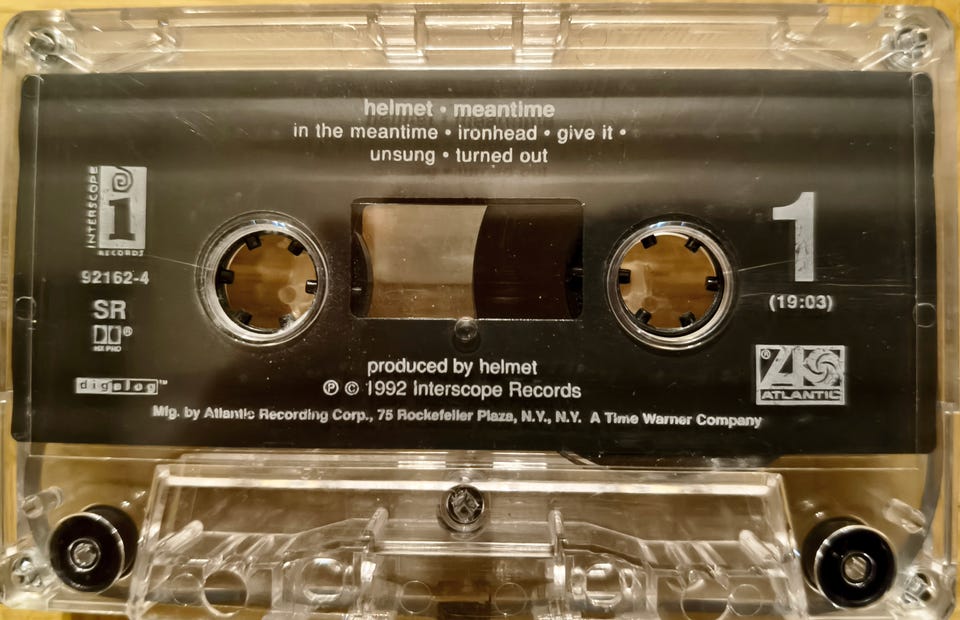 helmet • meantime
in the meantime • ironhead • give it •
unsung • turned out
INTERSCOPE
1
RECORDS
92162-4
SR
®
HX PRO
digalog™
1
(19:03)
® ATLANTIC
produced by helmet
℗ © 1992 Interscope Records
Mfg. by Atlantic Recording Corp., 75 Rockefeller Plaza, N.Y., N.Y. A Time Warner Company